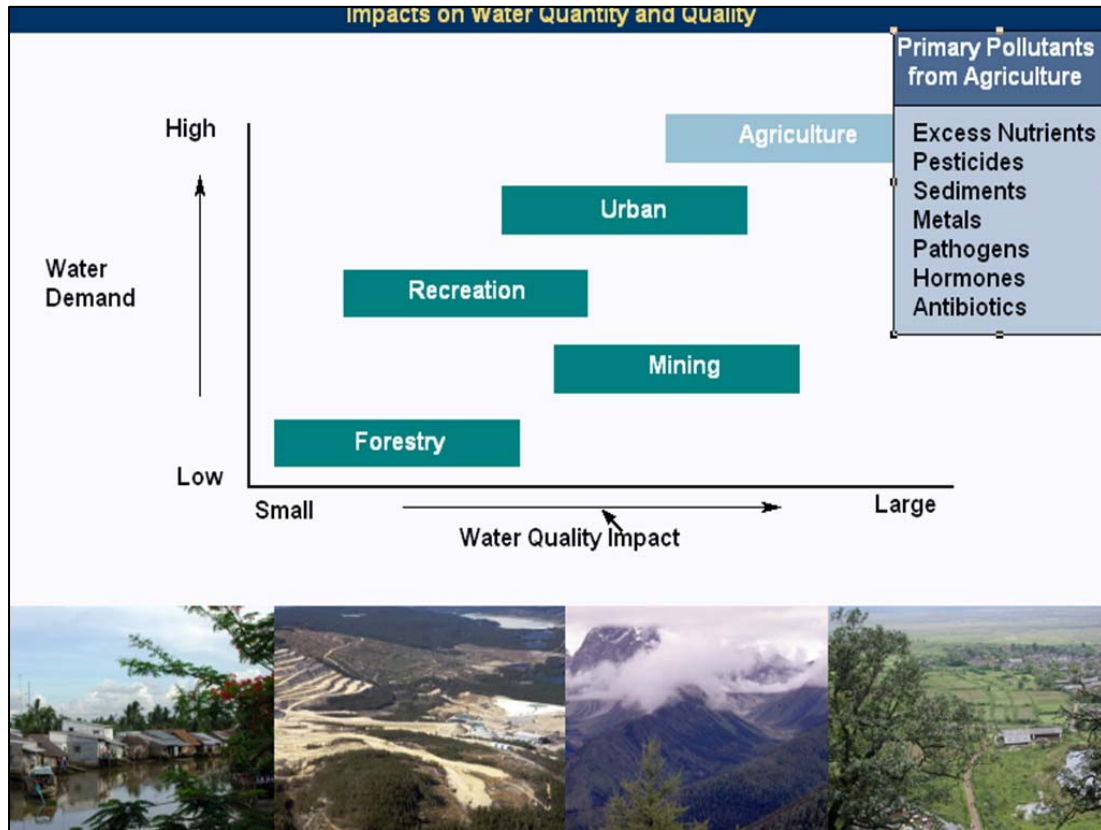 Impacts on Water Quantity and Quality
Primary Pollutants
from Agriculture
Excess Nutrients
Pesticides
Sediments
Metals
Pathogens
Hormones
Antibiotics
High
Water
Demand
Low
Agriculture
Urban
Recreation
Mining
Forestry
Small
Large
Water Quality Impact